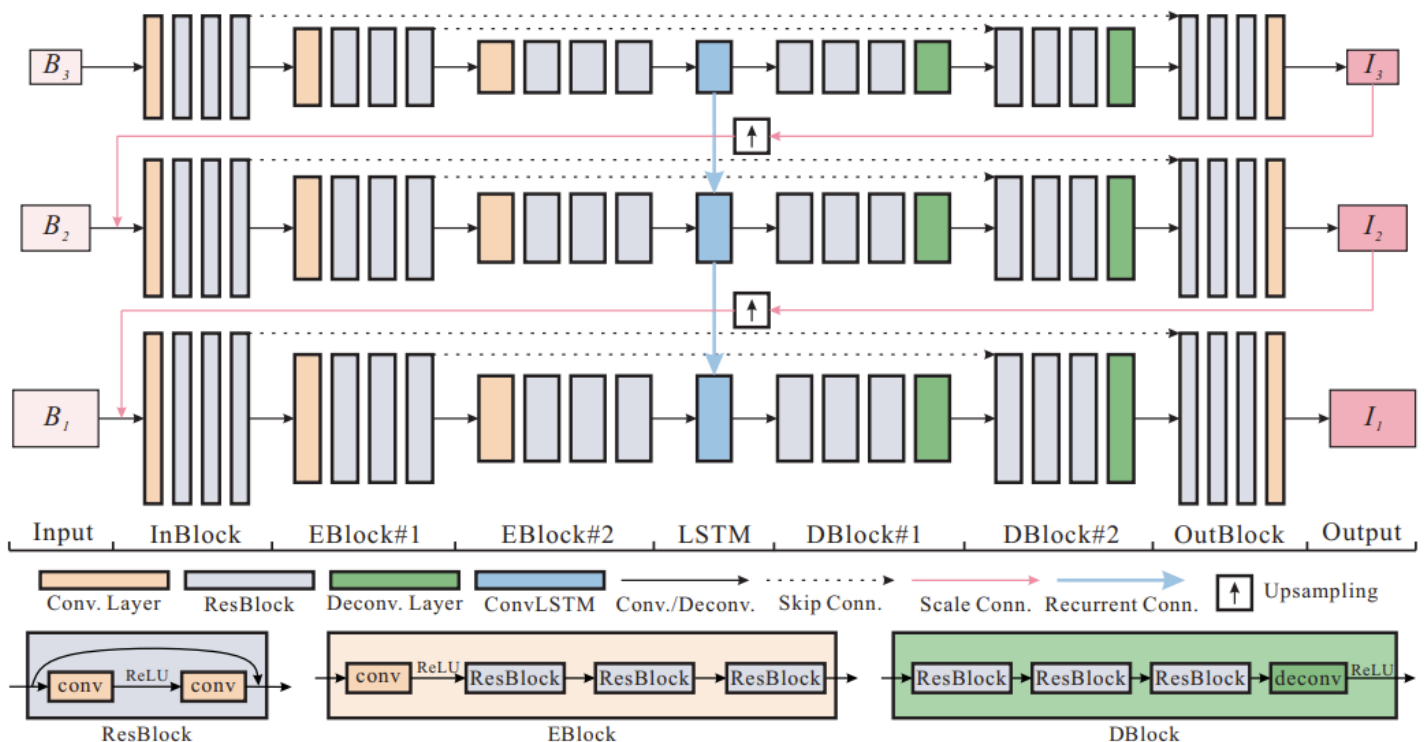 B₃
I₃
B₂
I₂
B₁
I₁
Input InBlock EBlock#1 EBlock#2 LSTM DBlock#1 DBlock#2 OutBlock Output
Conv. Layer ResBlock Deconv. Layer ConvLSTM Conv./Deconv. Skip Conn. Scale Conn. Recurrent Conn. Upsampling
conv ReLU conv
ResBlock
conv ReLU ResBlock ResBlock ResBlock
EBlock
ResBlock ResBlock ResBlock deconv ReLU
DBlock